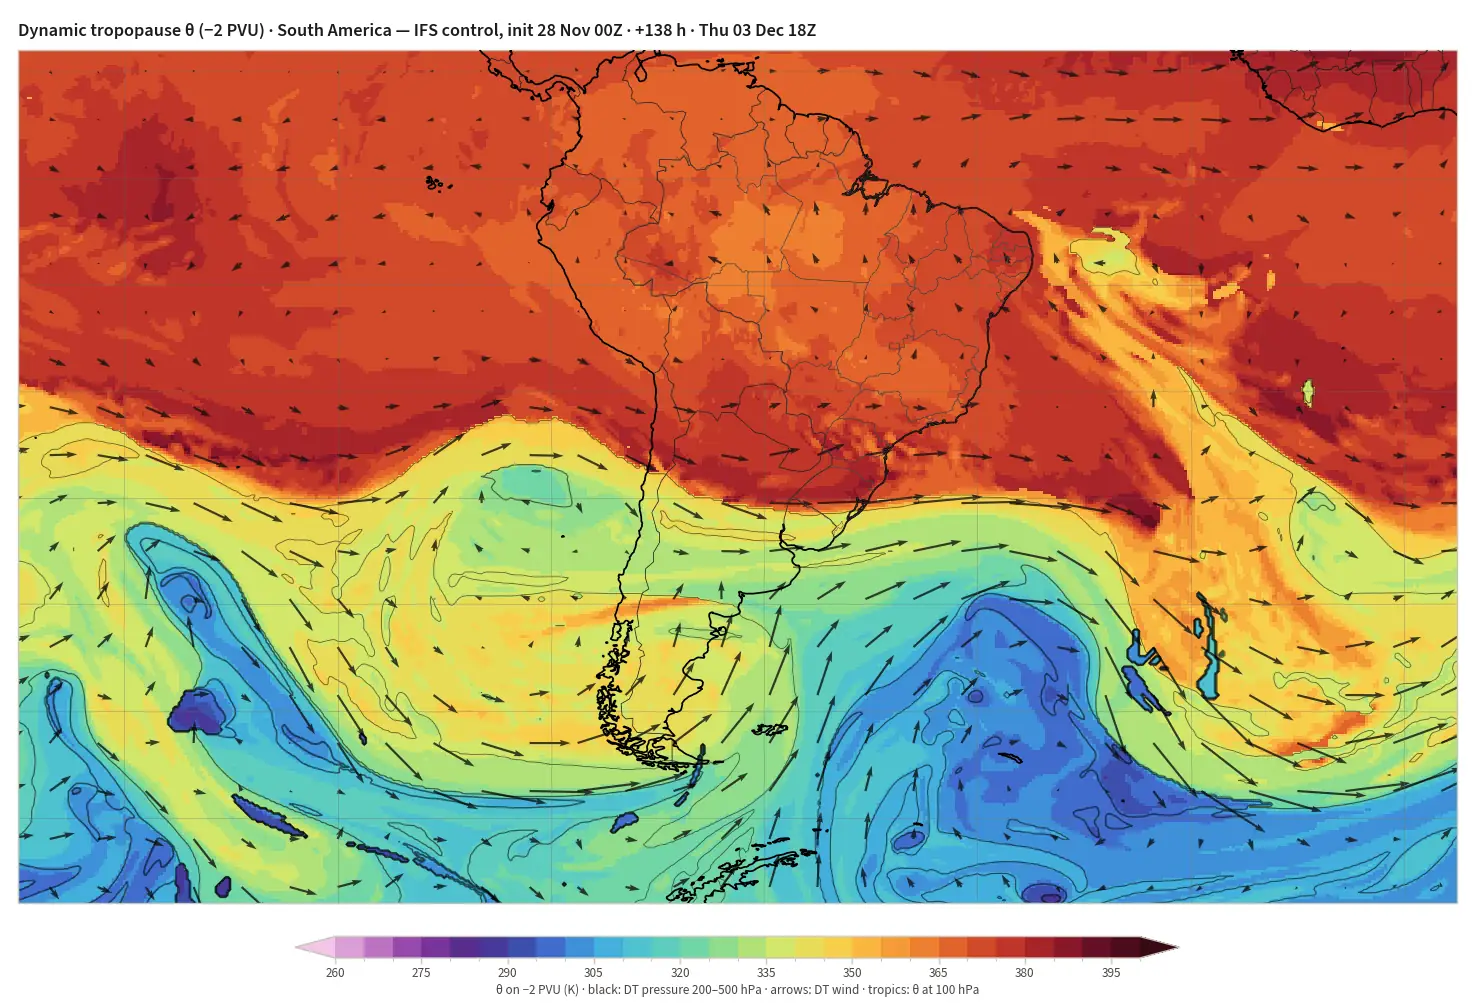 Dynamic tropopause θ (−2 PVU) · South America — IFS control, init 28 Nov 00Z · +138 h · Thu 03 Dec 18Z
260 275 290 305 320 335 350 365 380 395
θ on −2 PVU (K) · black: DT pressure 200–500 hPa · arrows: DT wind · tropics: θ at 100 hPa